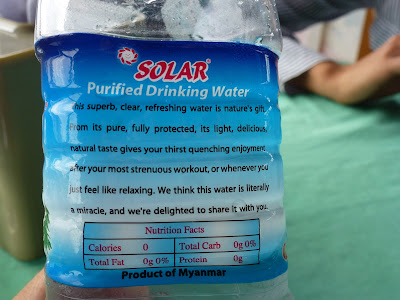 SOLAR®
Purified Drinking Water
This superb, clear, refreshing water is nature's gift.
From its pure, fully protected, its light, delicious,
natural taste gives your thirst quenching enjoyment
after your most strenuous workout, or whenever you
just feel like relaxing. We think this water is literally
a miracle, and we're delighted to share it with you.
Nutrition Facts
Calories 0 Total Carb 0g 0%
Total Fat 0g 0% Protein 0g
Product of Myanmar